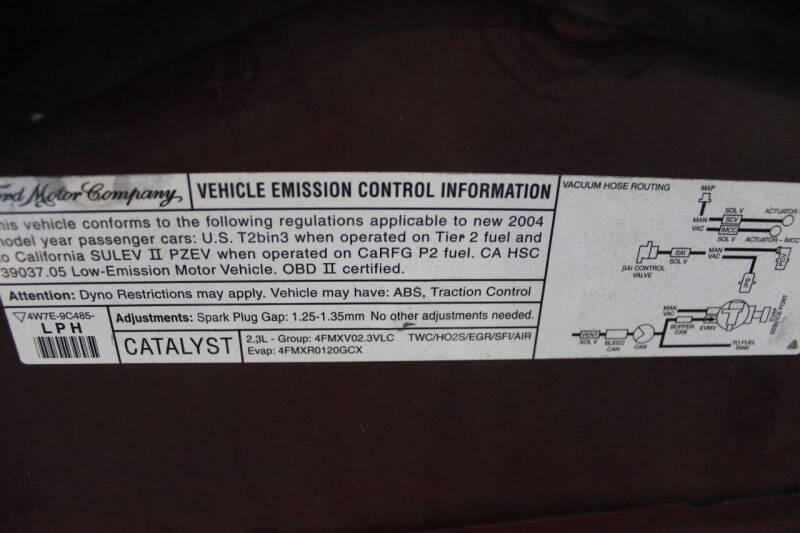 Ford Motor Company
VEHICLE EMISSION CONTROL INFORMATION
his vehicle conforms to the following regulations applicable to new 2004
odel year passenger cars: U.S. T2bin3 when operated on Tier 2 fuel and
o California SULEV II PZEV when operated on CaRFG P2 fuel. CA HSC
39037.05 Low-Emission Motor Vehicle. OBD II certified.
Attention: Dyno Restrictions may apply. Vehicle may have: ABS, Traction Control
4W7E-9C485-
LPH
Adjustments: Spark Plug Gap: 1.25-1.35mm No other adjustments needed.
CATALYST
2.3L - Group: 4FMXV02.3VLC TWC/HO2S/EGR/SFI/AIR
Evap: 4FMXR0120GCX
VACUUM HOSE ROUTING
MAP
MAN
VAC
SOL V
SCV
IMCC
SOL V
ACTUATOR
ACTUATOR - IMCC
SAI CONTROL
VALVE
SAI
SOL V
MAN
VAC
PCV
MAN
VAC
BUFFER
CAN
EVMV
T
SERVICE PORT
VENT
SOL V
BLEED
CAN
CAN
TO FUEL
TANK